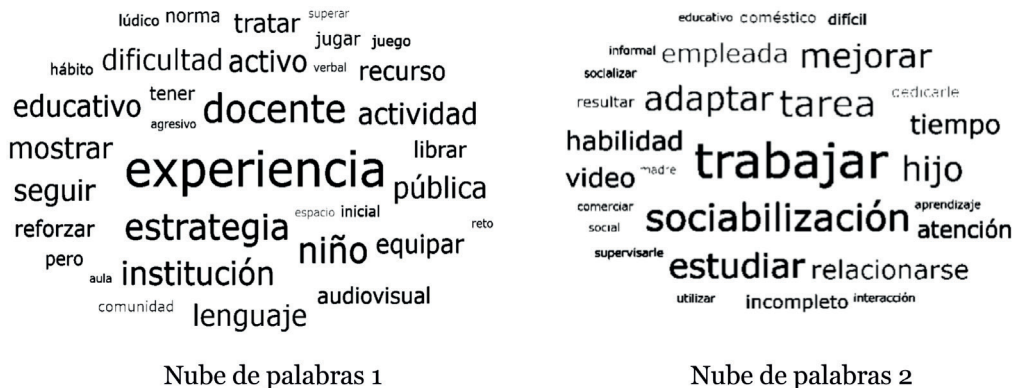 lúdico norma tratar superar
jugar juego
hábito dificultad activo verbal recurso
educativo tener docente actividad
agresivo
mostrar experiencia librar
seguir pública
reforzar estrategia espacio inicial reto
pero niño equipar
aula institución
comunidad lenguaje audiovisual
Nube de palabras 1
educativo coméstico difícil
informal empleada mejorar
socializar
resultar adaptar tarea cedicarle
habilidad tiempo
video madre trabajar hijo
comerciar sociabilización aprendizaje
social atención
supervisarle estudiar relacionarse
utilizar incompleto interacción
Nube de palabras 2